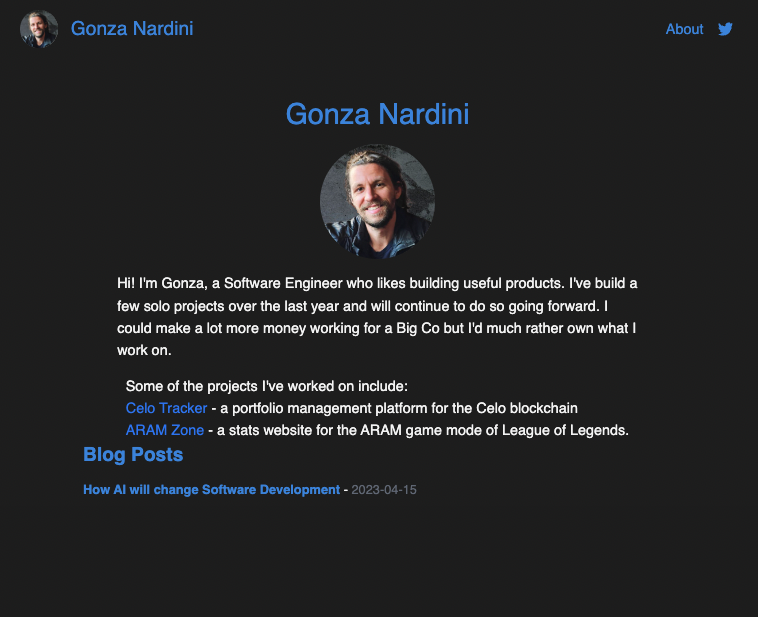 Gonza Nardini
About
Gonza Nardini
Hi! I'm Gonza, a Software Engineer who likes building useful products. I've build a
few solo projects over the last year and will continue to do so going forward. I
could make a lot more money working for a Big Co but I'd much rather own what I
work on.
Some of the projects I've worked on include:
Celo Tracker - a portfolio management platform for the Celo blockchain
ARAM Zone - a stats website for the ARAM game mode of League of Legends.
Blog Posts
How AI will change Software Development - 2023-04-15